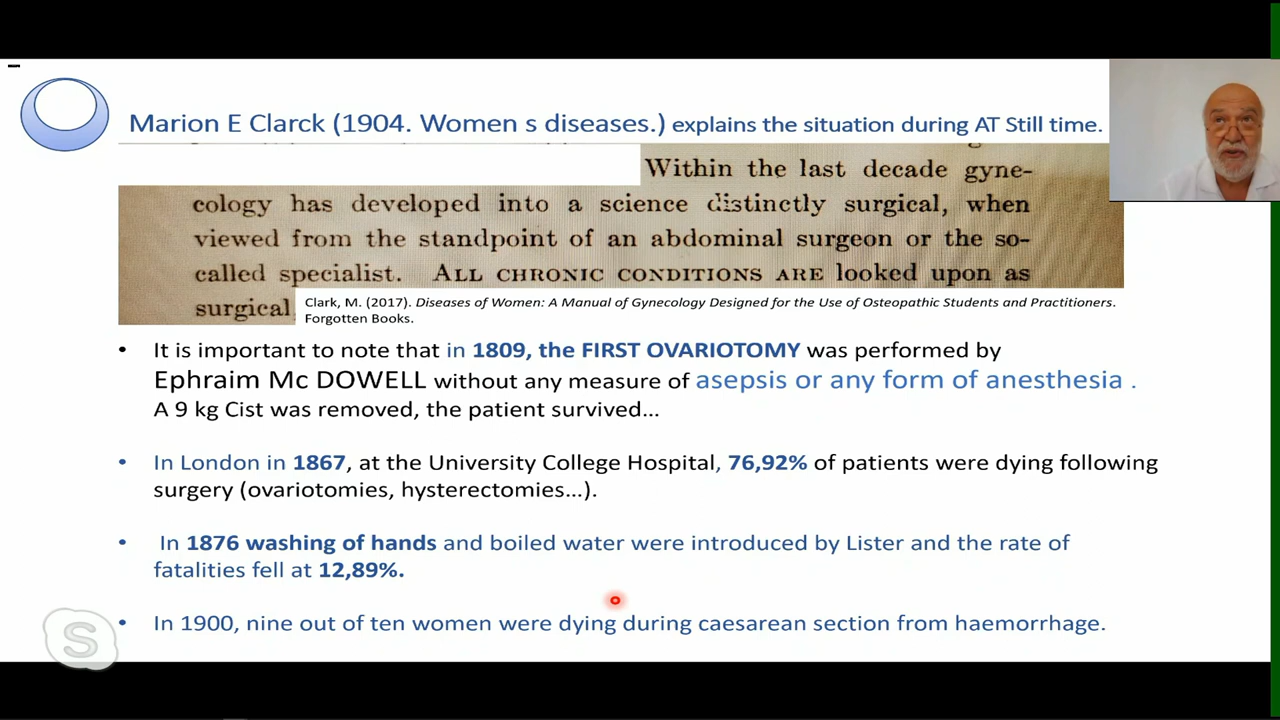 Marion E Clarck (1904. Women s diseases.) explains the situation during AT Still time.
Within the last decade gyne-
cology has developed into a science distinctly surgical, when
viewed from the standpoint of an abdominal surgeon or the so-
called specialist. ALL CHRONIC CONDITIONS ARE looked upon as
surgical
Clark, M. (2017). Diseases of Women: A Manual of Gynecology Designed for the Use of Osteopathic Students and Practitioners.
Forgotten Books.
• It is important to note that in 1809, the FIRST OVARIOTOMY was performed by
Ephraim Mc DOWELL without any measure of asepsis or any form of anesthesia .
A 9 kg Cist was removed, the patient survived...
• In London in 1867, at the University College Hospital, 76,92% of patients were dying following
surgery (ovariotomies, hysterectomies...).
• In 1876 washing of hands and boiled water were introduced by Lister and the rate of
fatalities fell at 12,89%.
• In 1900, nine out of ten women were dying during caesarean section from haemorrhage.
S